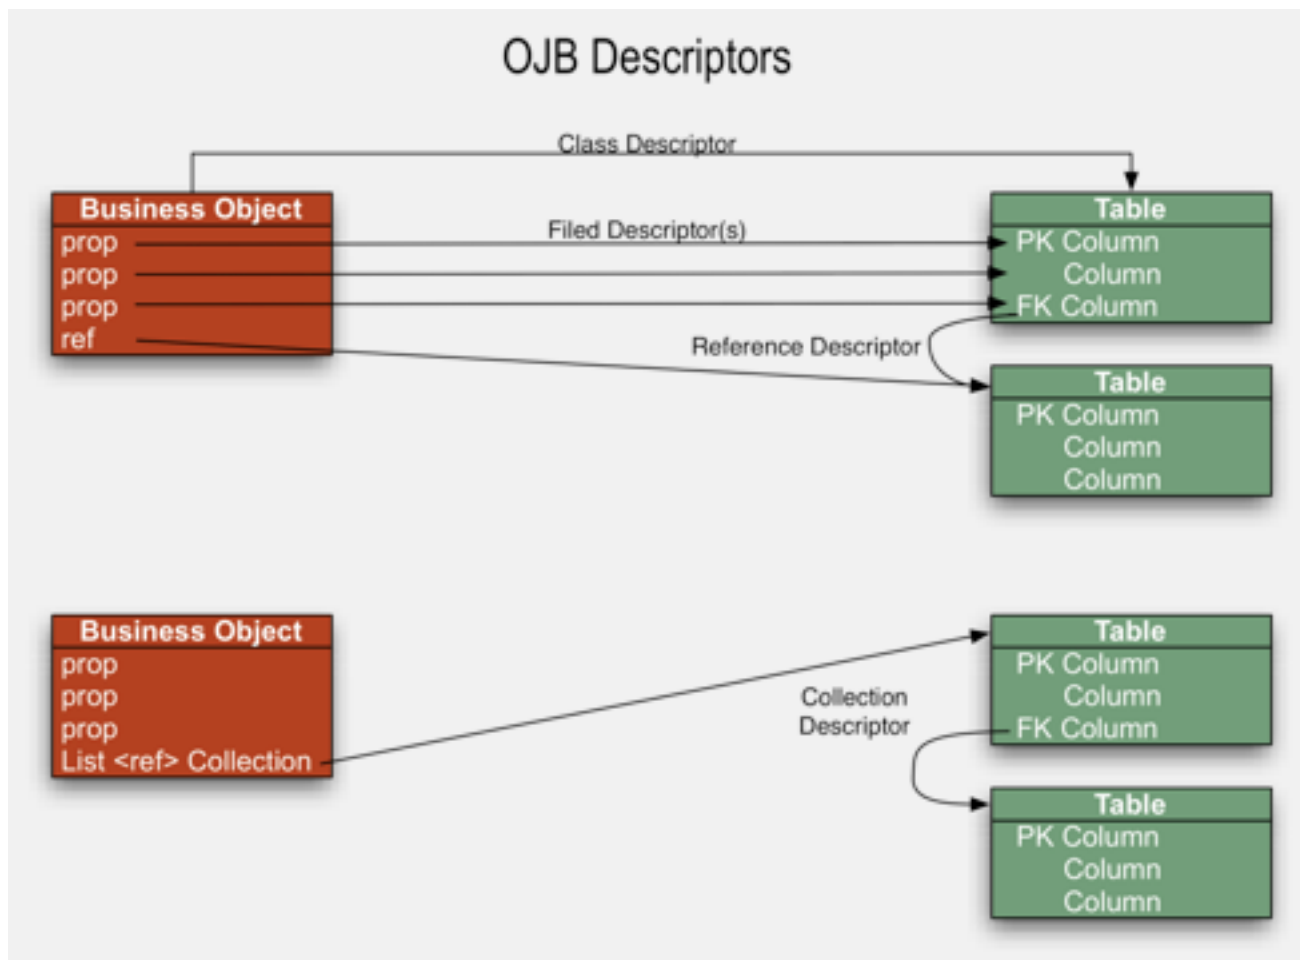 OJB Descriptors
Class Descriptor
Business Object
prop
prop
prop
ref
Filed Descriptor(s)
Table
PK Column
Column
FK Column
Reference Descriptor
Table
PK Column
Column
Column
Business Object
prop
prop
prop
List <ref> Collection
Collection
Descriptor
Table
PK Column
Column
FK Column
Table
PK Column
Column
Column